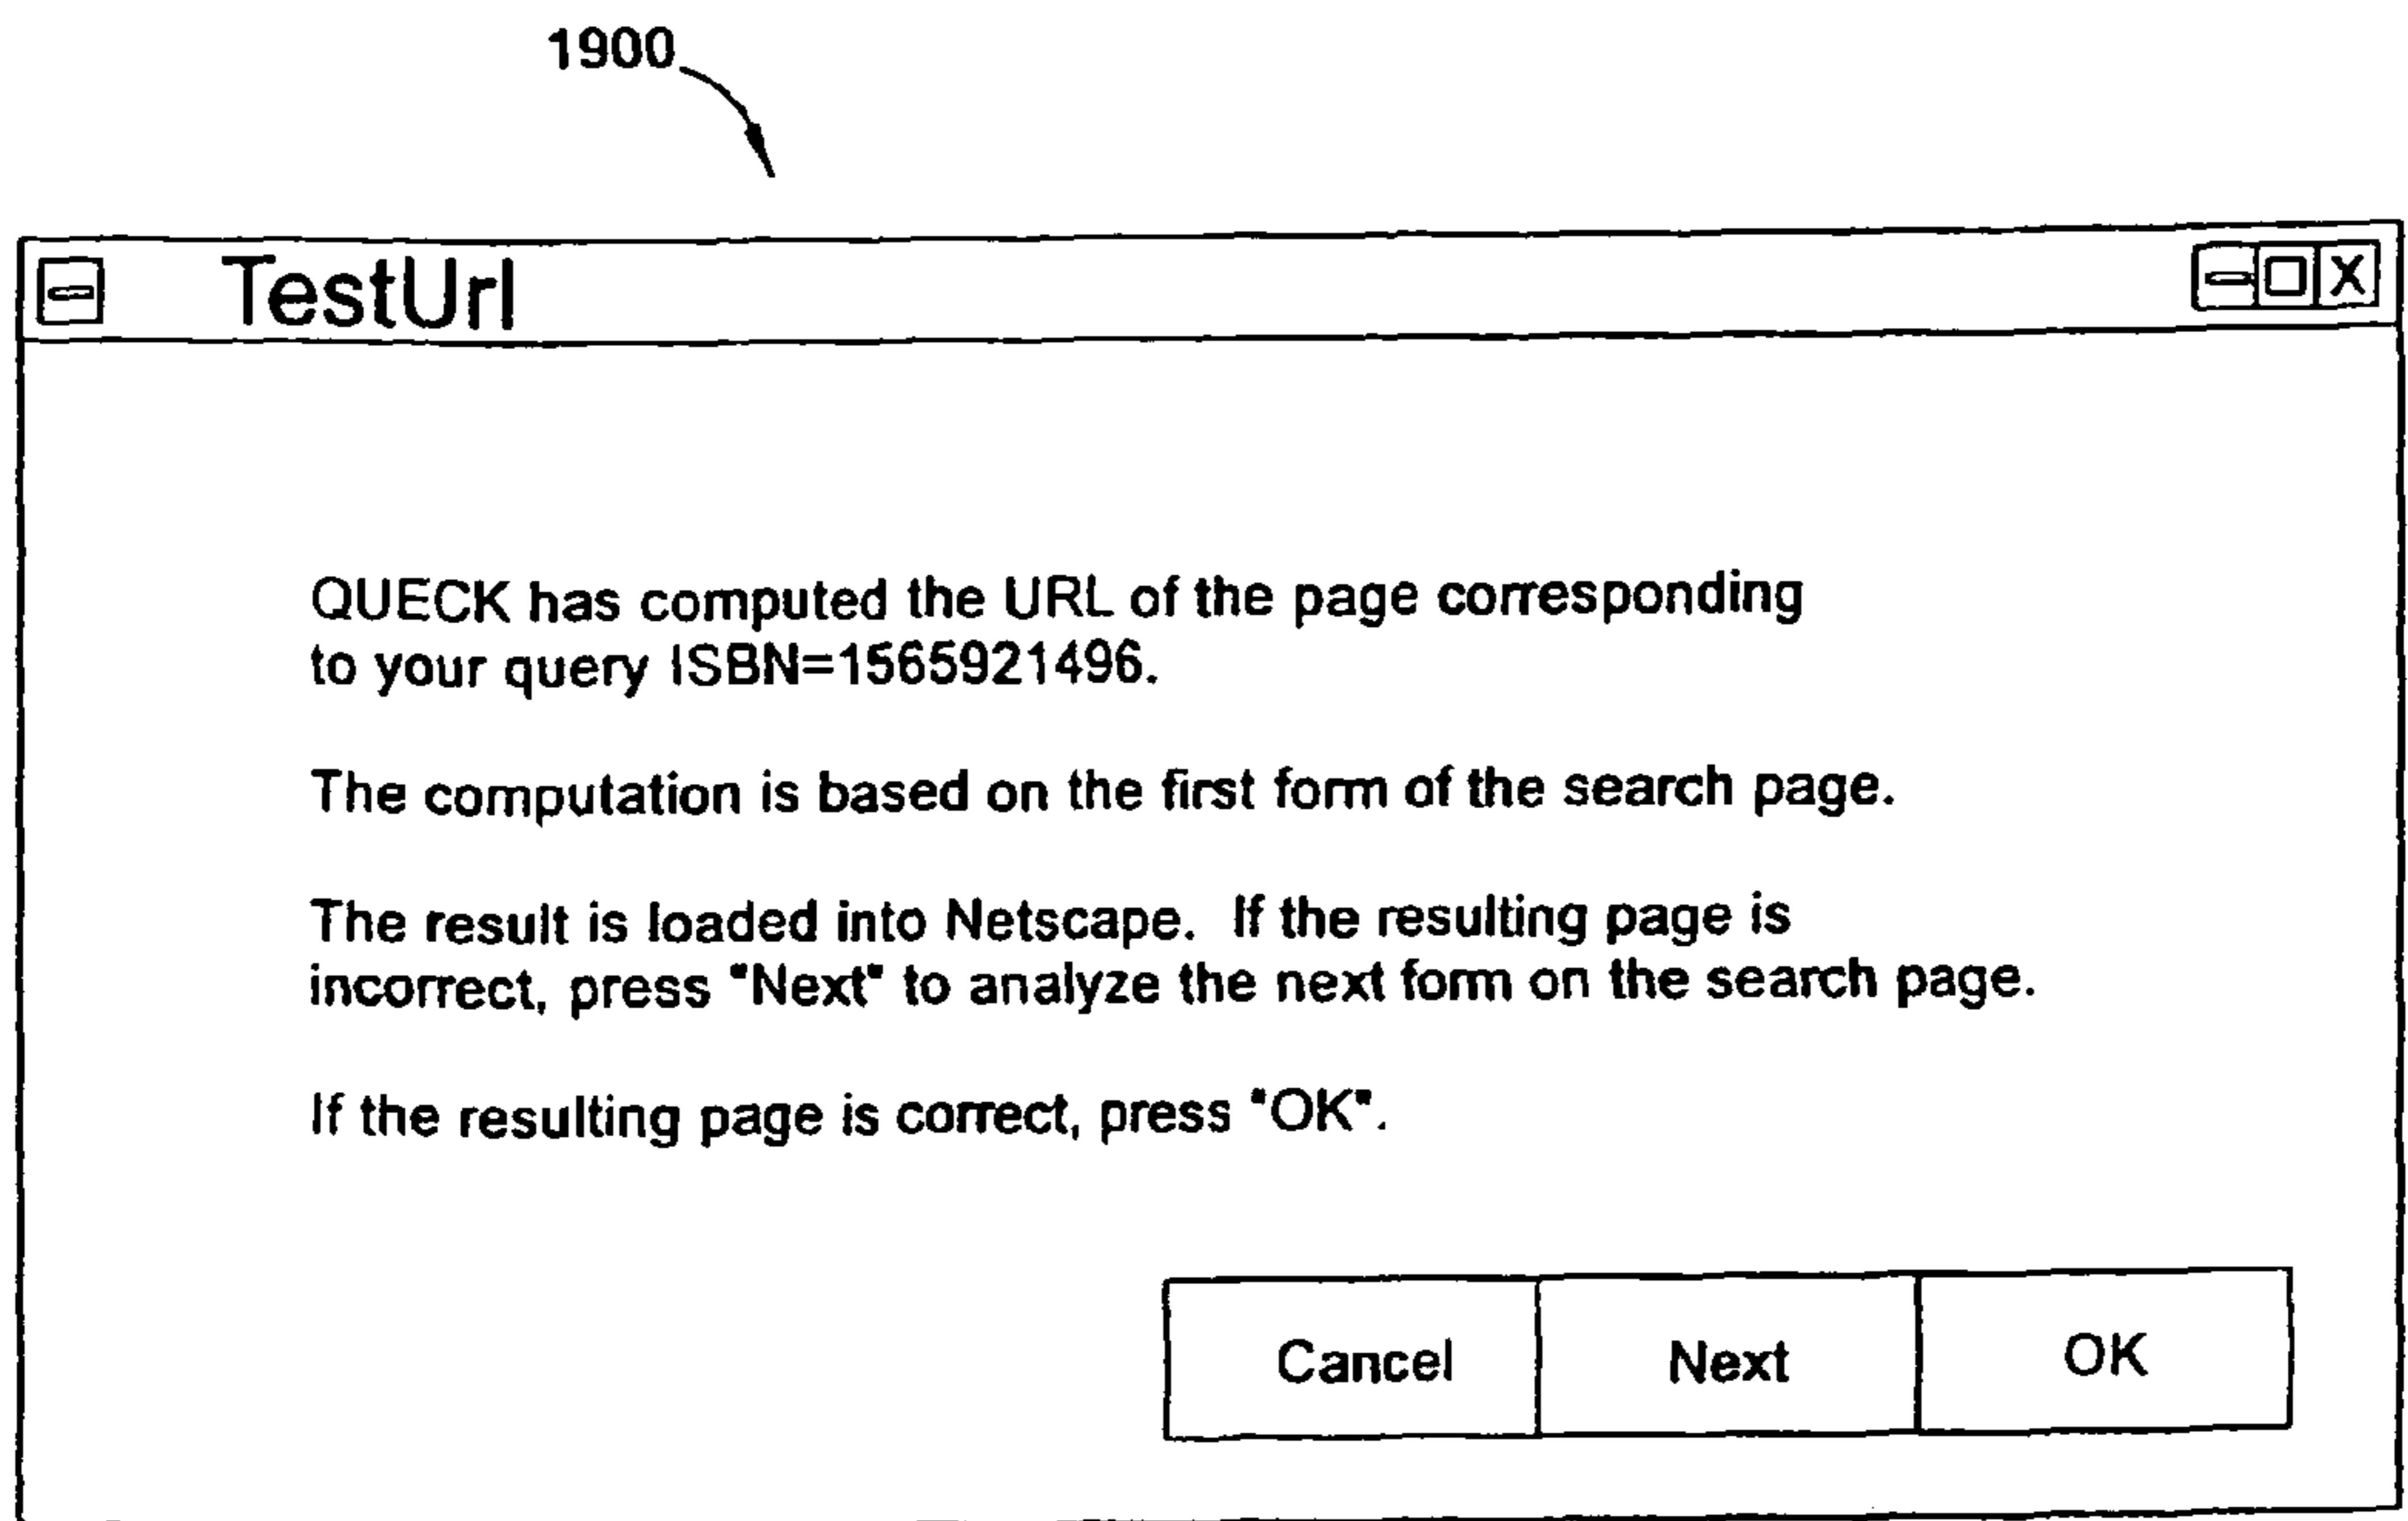 1900
TestUrl
QUECK has computed the URL of the page corresponding
to your query ISBN=1565921496.
The computation is based on the first form of the search page.
The result is loaded into Netscape. If the resulting page is
incorrect, press "Next" to analyze the next form on the search page.
If the resulting page is correct, press "OK".
Cancel Next OK